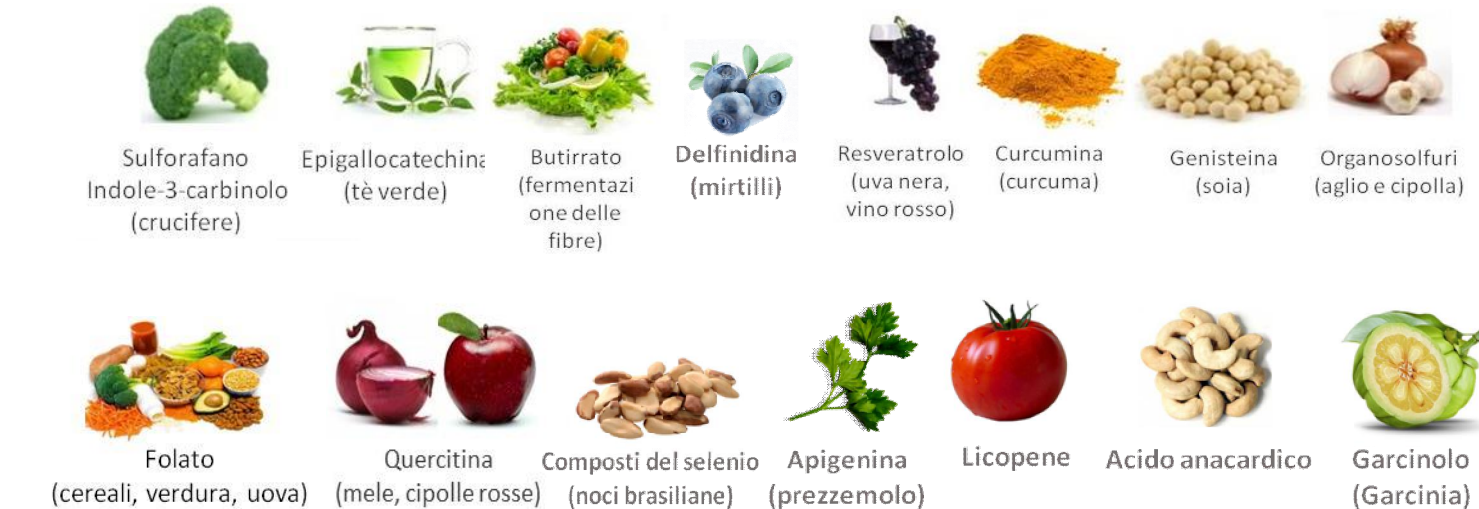 Sulforafano
Indole-3-carbinolo
(crucifere)
Epigallocatechina
(tè verde)
Butirrato
(fermentazi
one delle
fibre)
Delfinidina
(mirtilli)
Resveratrolo
(uva nera,
vino rosso)
Curcumina
(curcuma)
Genisteina
(soia)
Organosolfuri
(aglio e cipolla)
Folato
(cereali, verdura, uova)
Quercitina
(mele, cipolle rosse)
Composti del selenio
(noci brasiliane)
Apigenina
(prezzemolo)
Licopene
Acido anacardico
Garcinolo
(Garcinia)